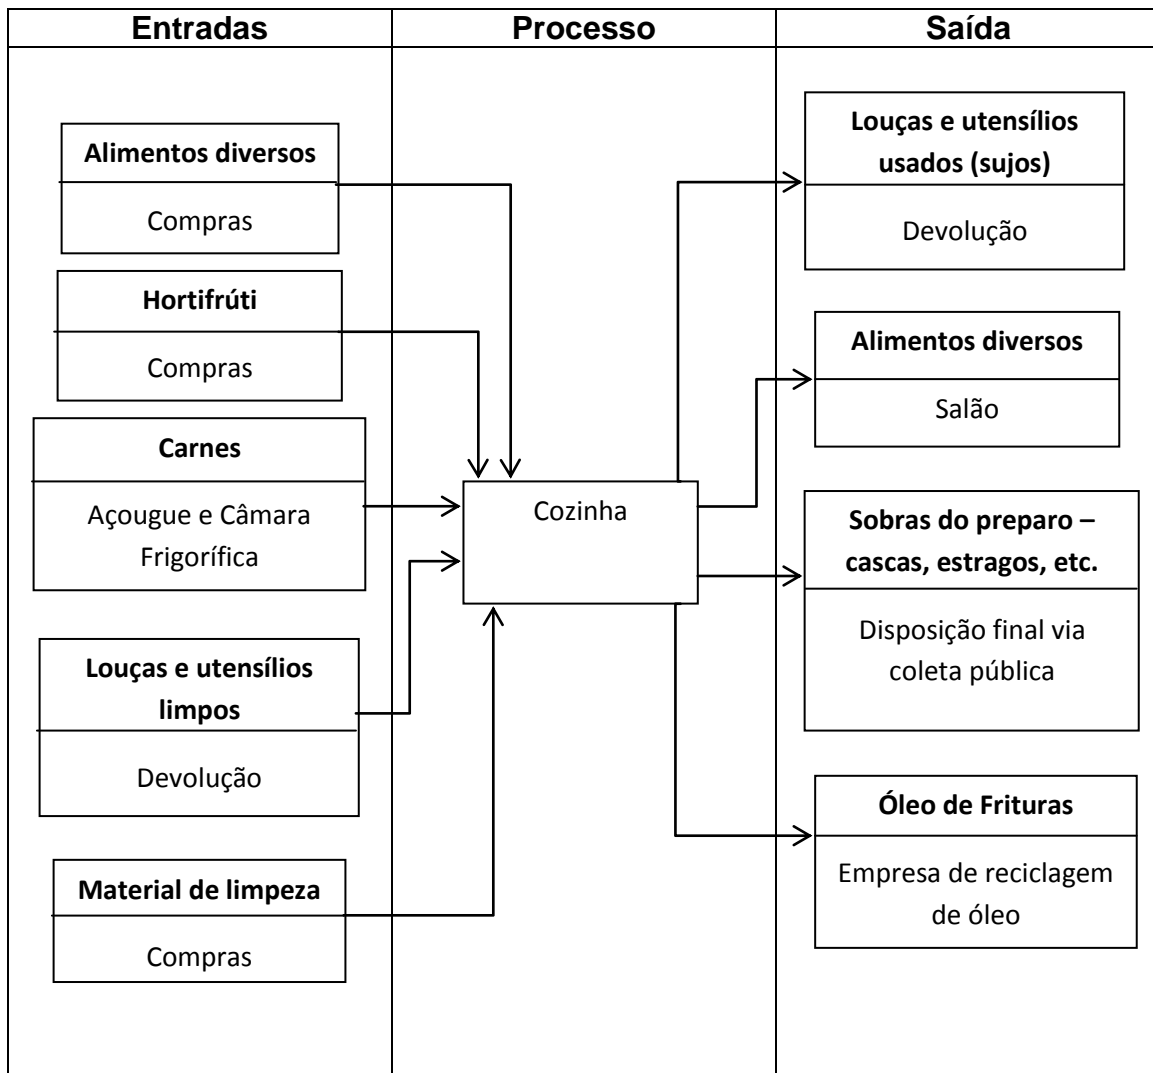 Entradas
Processo
Saída
Alimentos diversos
Compras
Hortifrúti
Compras
Carnes
Açougue e Câmara
Frigorífica
Louças e utensílios
limpos
Devolução
Material de limpeza
Compras
Cozinha
Louças e utensílios
usados (sujos)
Devolução
Alimentos diversos
Salão
Sobras do preparo –
cascas, estragos, etc.
Disposição final via
coleta pública
Óleo de Frituras
Empresa de reciclagem
de óleo